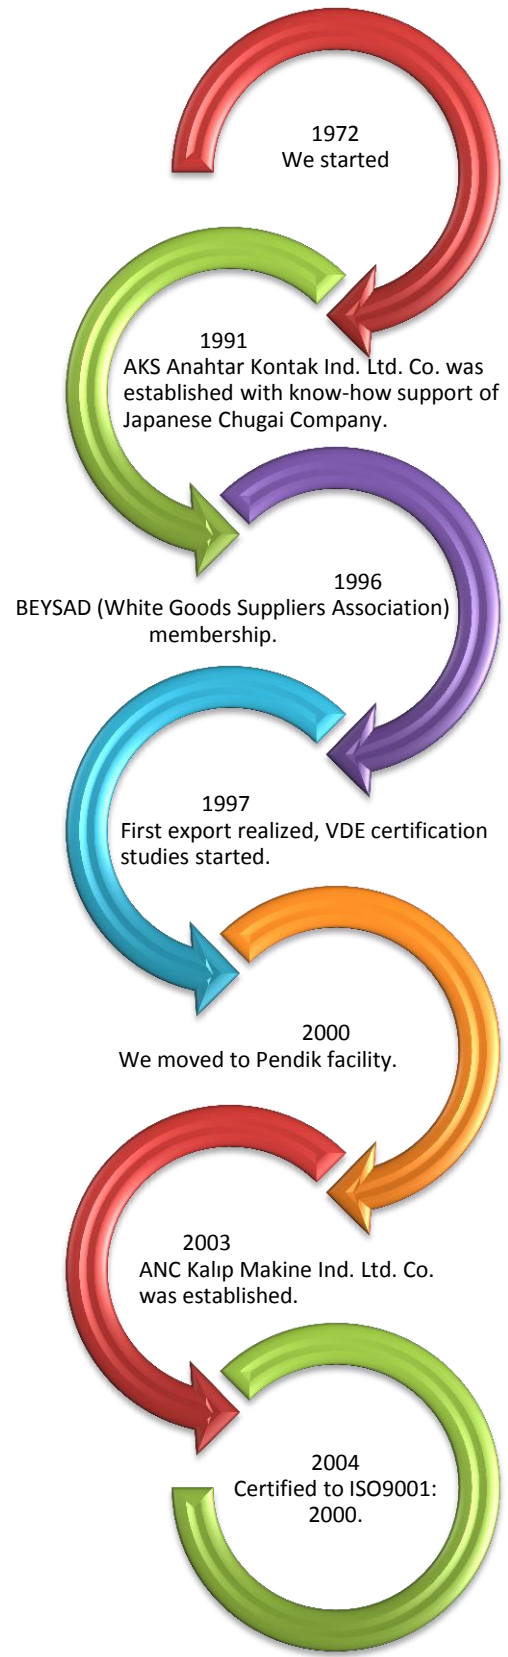 1972
We started
1991
AKS Anahtar Kontak Ind. Ltd. Co. was
established with know-how support of
Japanese Chugai Company.
1996
BEYSAD (White Goods Suppliers Association)
membership.
1997
First export realized, VDE certification
studies started.
2000
We moved to Pendik facility.
2003
ANC Kalıp Makine Ind. Ltd. Co.
was established.
2004
Certified to ISO9001:
2000.